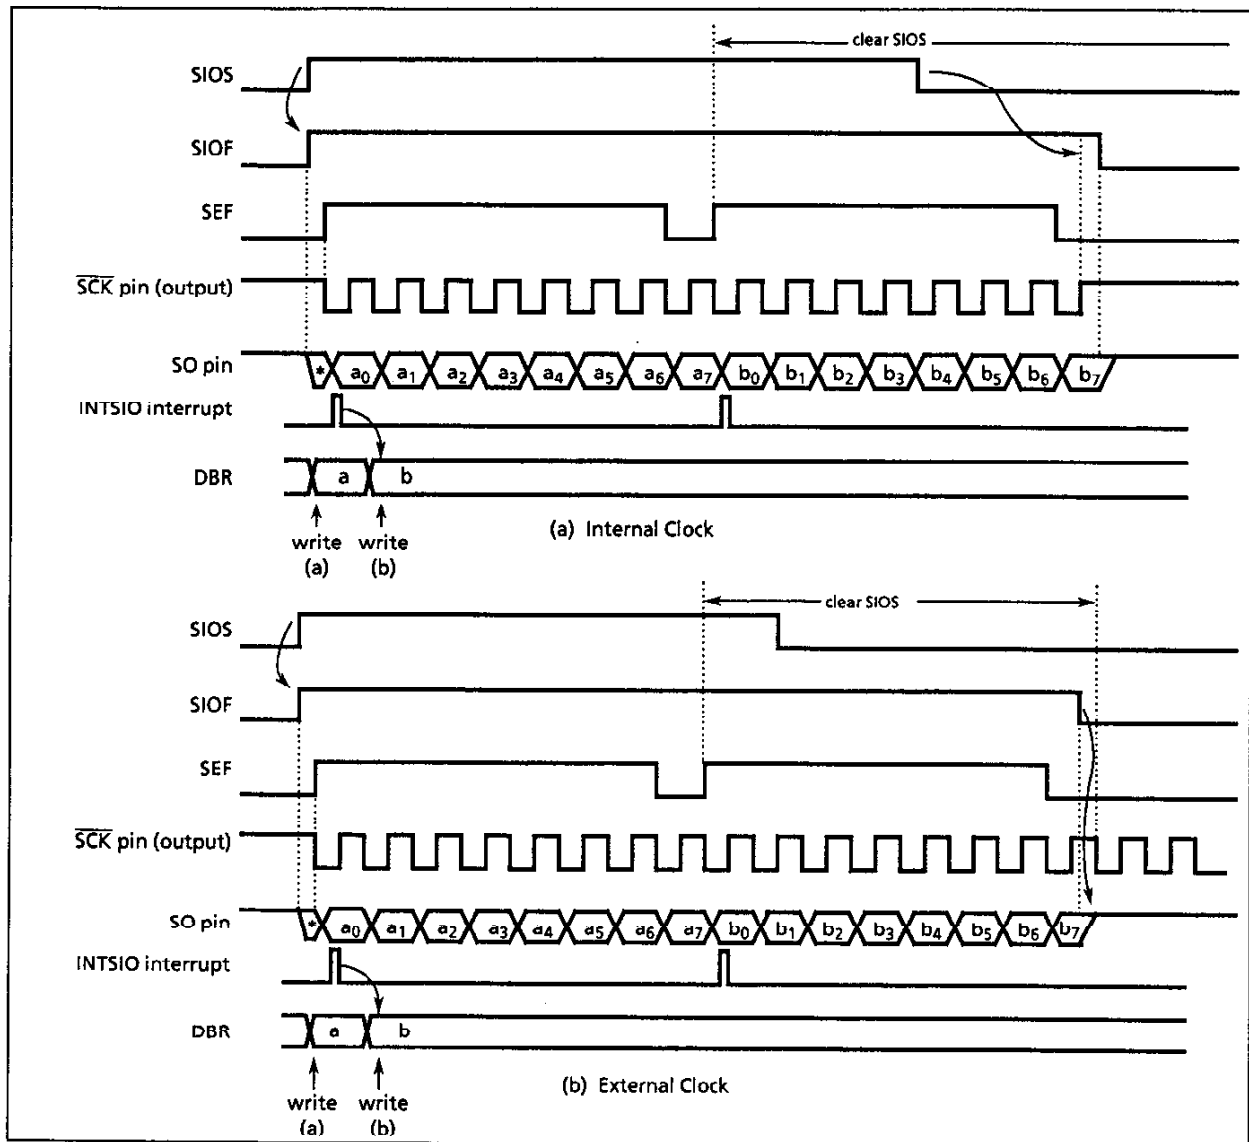 clear SIOS
SIOS
SIOF
SEF
SCK pin (output)
SO pin * a0 a1 a2 a3 a4 a5 a6 a7 b0 b1 b2 b3 b4 b5 b6 b7
INTSIO interrupt
DBR a b
write (a)
write (b)
(a) Internal Clock
clear SIOS
SIOS
SIOF
SEF
SCK pin (output)
SO pin * a0 a1 a2 a3 a4 a5 a6 a7 b0 b1 b2 b3 b4 b5 b6 b7
INTSIO interrupt
DBR a b
write (a)
write (b)
(b) External Clock